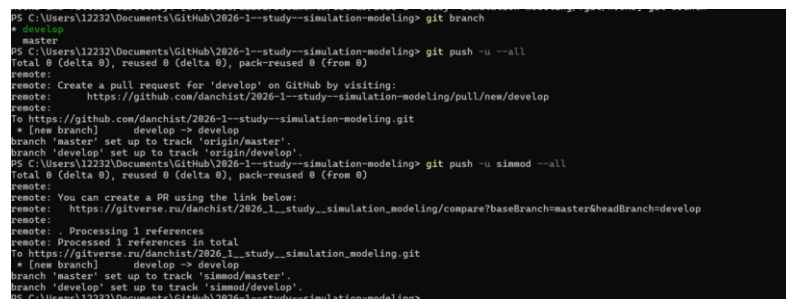 PS C:\Users\12232\Documents\GitHub\2026-1--study--simulation-modeling> git branch
* develop
  master
PS C:\Users\12232\Documents\GitHub\2026-1--study--simulation-modeling> git push -u --all
Total 0 (delta 0), reused 0 (delta 0), pack-reused 0 (from 0)
remote:
remote: Create a pull request for 'develop' on GitHub by visiting:
remote:      https://github.com/danchist/2026-1--study--simulation-modeling/pull/new/develop
remote:
To https://github.com/danchist/2026-1--study--simulation-modeling.git
 * [new branch]      develop -> develop
branch 'master' set up to track 'origin/master'.
branch 'develop' set up to track 'origin/develop'.
PS C:\Users\12232\Documents\GitHub\2026-1--study--simulation-modeling> git push -u simmod --all
Total 0 (delta 0), reused 0 (delta 0), pack-reused 0 (from 0)
remote:
remote: You can create a PR using the link below:
remote:   https://gitverse.ru/danchist/2026_1__study__simulation_modeling/compare?baseBranch=master&headBranch=develop
remote:
remote: . Processing 1 references
remote: Processed 1 references in total
To https://gitverse.ru/danchist/2026_1__study__simulation_modeling.git
 * [new branch]      develop -> develop
branch 'master' set up to track 'simmod/master'.
branch 'develop' set up to track 'simmod/develop'.
PS C:\Users\12232\Documents\GitHub\2026-1--study--simulation-modeling>